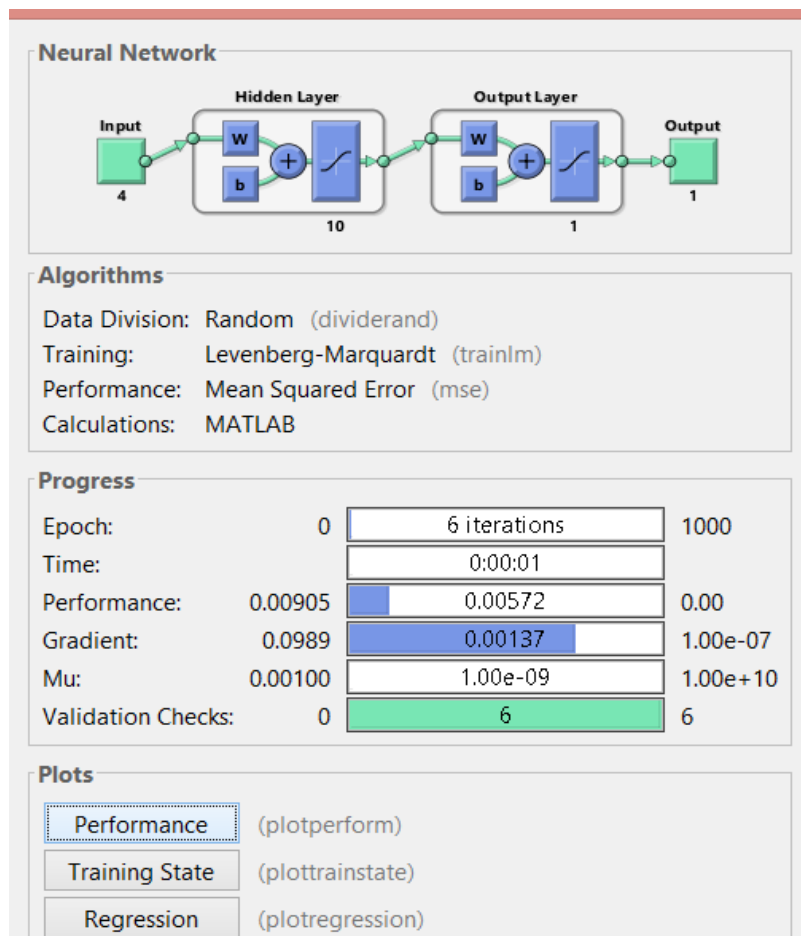 Neural Network
Hidden Layer Output Layer
Input Output
W W
+ +
b b
4 1
10 1
Algorithms
Data Division: Random (dividerand)
Training: Levenberg-Marquardt (trainlm)
Performance: Mean Squared Error (mse)
Calculations: MATLAB
Progress
Epoch: 0 6 iterations 1000
Time: 0:00:01
Performance: 0.00905 0.00572 0.00
Gradient: 0.0989 0.00137 1.00e-07
Mu: 0.00100 1.00e-09 1.00e+10
Validation Checks: 0 6 6
Plots
Performance (plotperform)
Training State (plottrainstate)
Regression (plotregression)